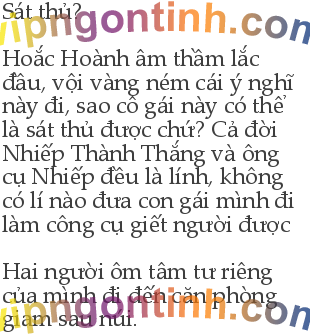 Sát thủ?
vipngontinh.com
Hoắc Hoành âm thầm lắc
đầu, vội vàng ném cái ý nghĩ
này đi, sao cô gái này có thể
là sát thủ được chứ? Cả đời
Nhiếp Thành Thắng và ông
cụ Nhiếp đều là lính, không
có lí nào đưa con gái mình đi
làm công cụ giết người được
Hai người ôm tâm tư riêng
của mình đi đến căn phòng
vipngontinh.com
giam sau núi.